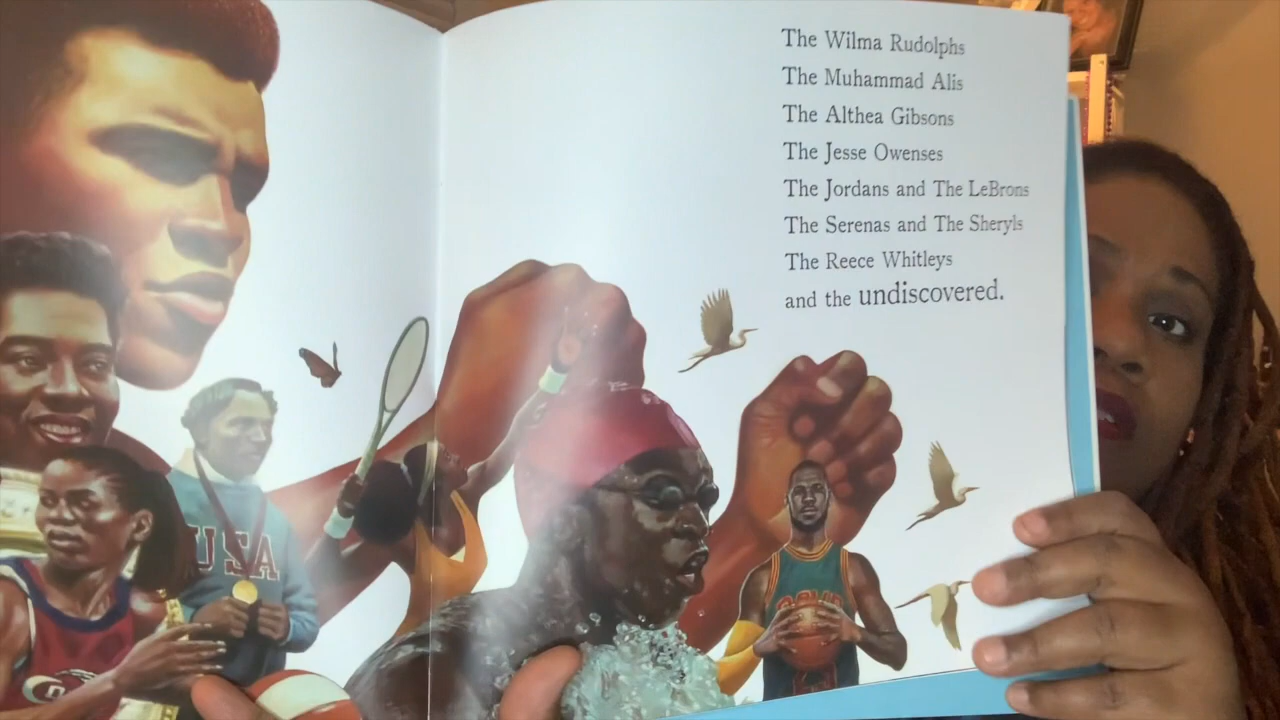 The Wilma Rudolphs
The Muhammad Alis
The Althea Gibsons
The Jesse Owenses
The Jordans and The LeBrons
The Serenas and The Sheryls
The Reece Whitleys
and the undiscovered.
USA